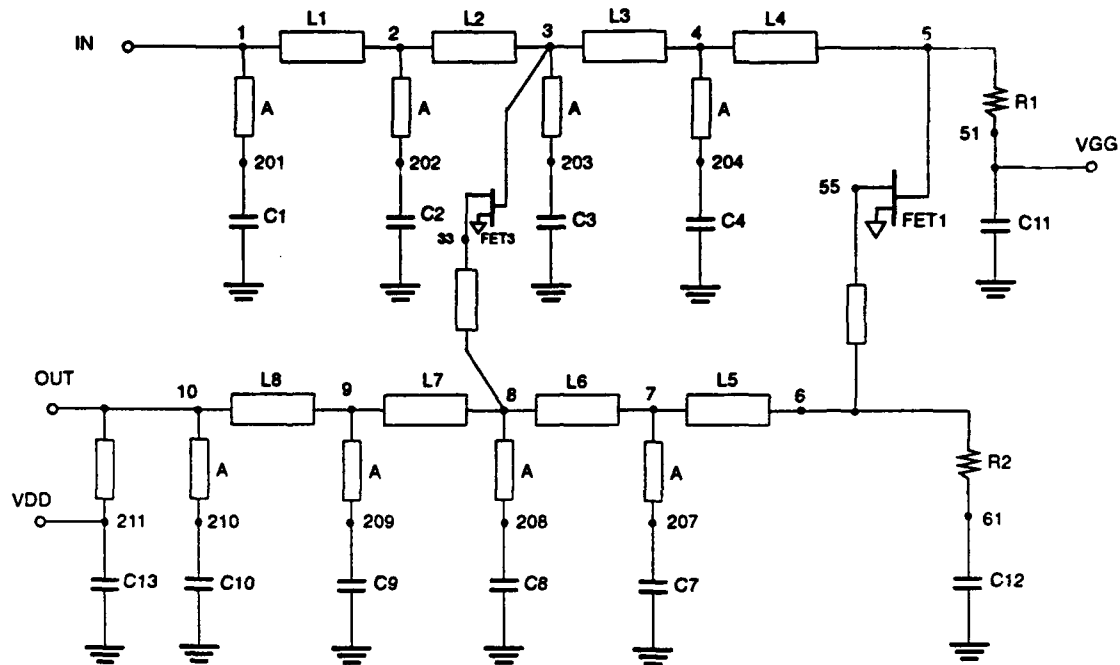 L1 L2 L3 L4
IN 1 2 3 4 5
A A A A R1
51
201 202 203 204 VGG
55
C1 C2 C3 C4 FET1 C11
33 FET3
OUT 10 L8 9 L7 8 L6 7 L5 6
A A A A R2
VDD 211 210 209 208 207 61
C13 C10 C9 C8 C7 C12